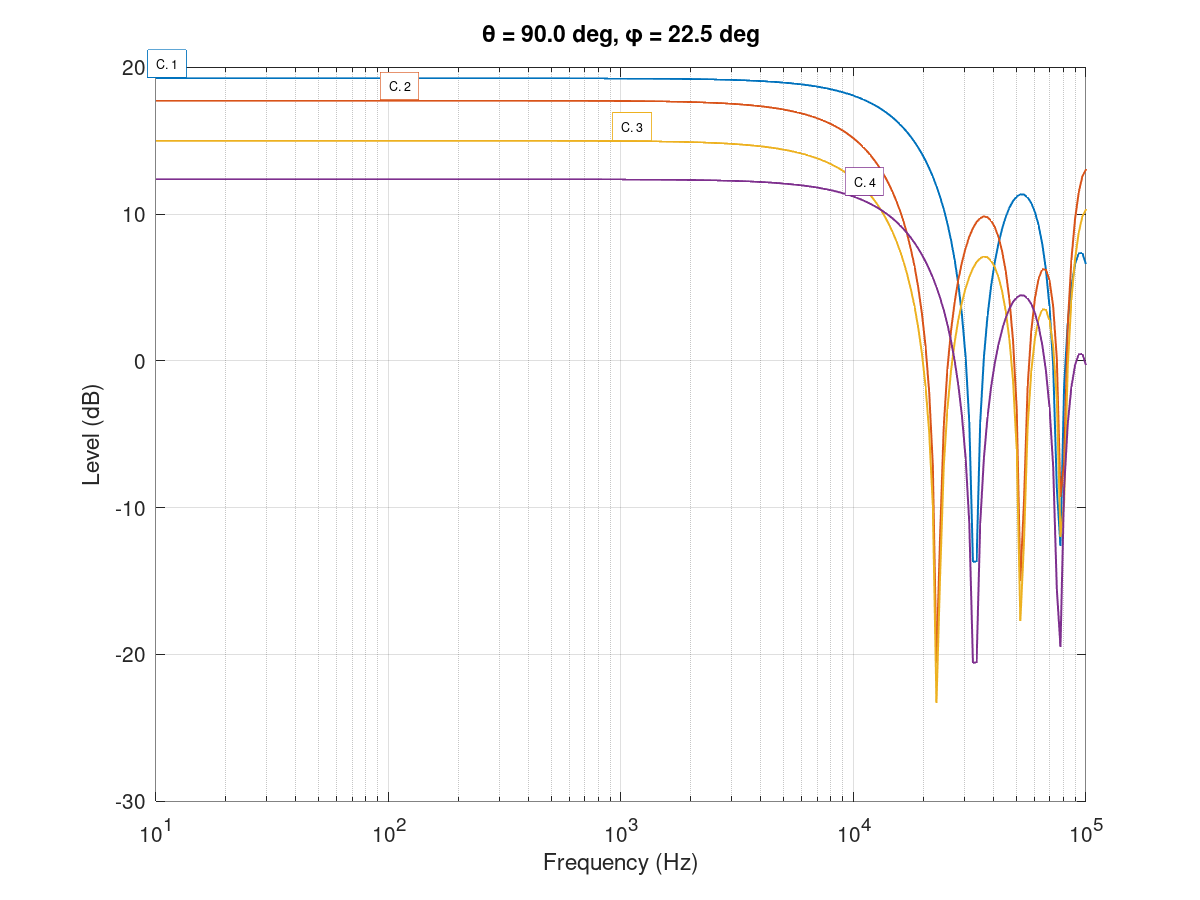 θ = 90.0 deg, φ = 22.5 deg
C. 1
C. 2
C. 3
C. 4
20
10
0
-10
-20
-30
Level (dB)
10^1
10^2
10^3
10^4
10^5
Frequency (Hz)